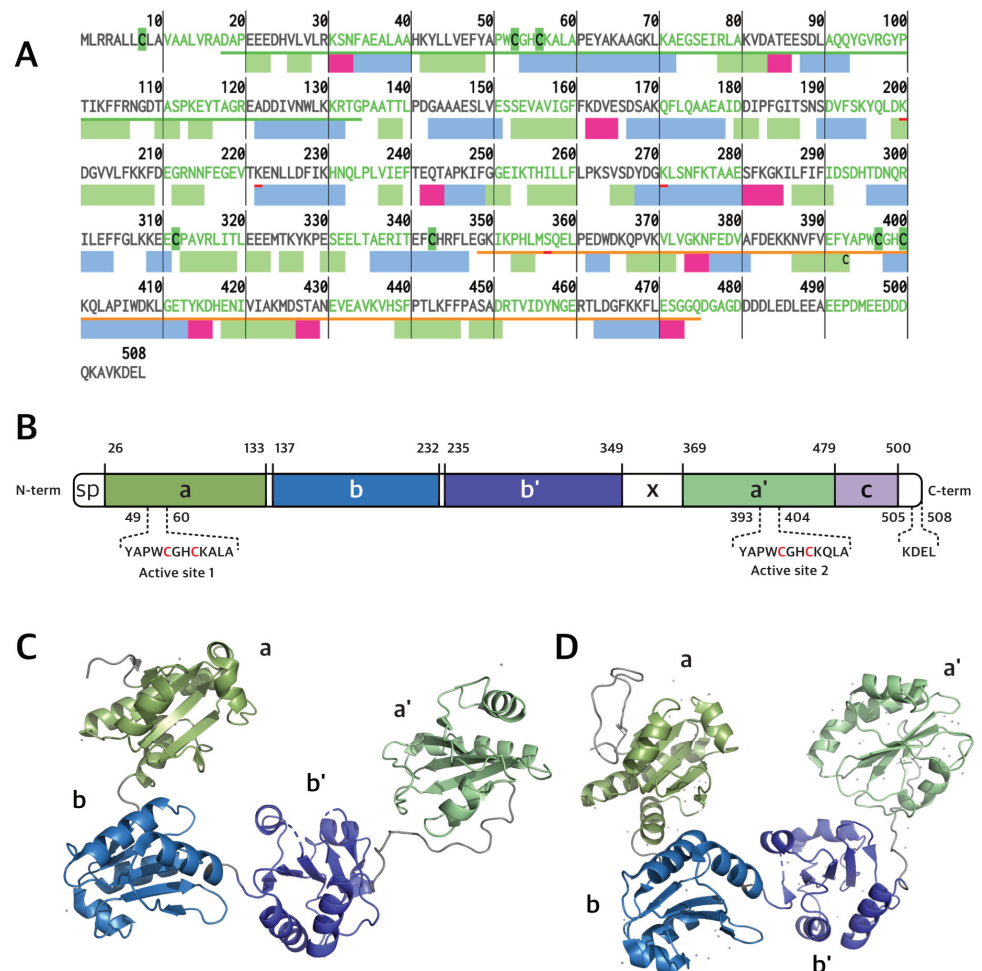 A
10 20 30 40 50 60 70 80 90 100
MLRRALLCLAVAALVRADAPEEEDHVLVLRKSNFAEALAAHKYLLVEFYAPWCGHCKALAPEYAKAAGKLKAEGSEIRLAKVDATEESDLAQQYGVRGYP
110 120 130 140 150 160 170 180 190 200
TIKFFRNGDTASPKEYTAGREADDIVNWLKKRTGPAATTLPDGAAAESLVESSEVAVIGFFKDVESDSAKQFLQAAEAIDDIPFGITSNSDVFSKYQLDK
210 220 230 240 250 260 270 280 290 300
DGVVLFKKFDEGRNNFEGEVTKENLLDFIKHNQLPLVIEFTEQTAPKIFGGEIKTHILLFLPKSVSDYDGKLSNFKTAAESFKGKILFIFIDSDHTDNQR
310 320 330 340 350 360 370 380 390 400
ILEFFGLKKEECPAVRLITLEEEMTKYKPESEELTAERITEFCHRFLEGKIKPHLMSQELPEDWDKQPVKVLVGKNFEDVAFDEKKNVFVEFYAPWCGHC
C
410 420 430 440 450 460 470 480 490 500
KQLAPIWDKLGETYKDHENIVIAKMDSTANEVEAVKVHSFPTLKFFPASADRTVIDYNGERTLDGFKKFLESGGQDGAGDDDDLEDLEEAEEPDMEEDDD
508
QKAVKDEL
B
26 133 137 232 235 349 369 479 500
N-term sp a b b' x a' c C-term
49 60 393 404 505 508
YAPWCGHCKALA YAPWCGHCKQLA KDEL
Active site 1 Active site 2
C
a
a'
b
b'
D
a
a'
b
b'